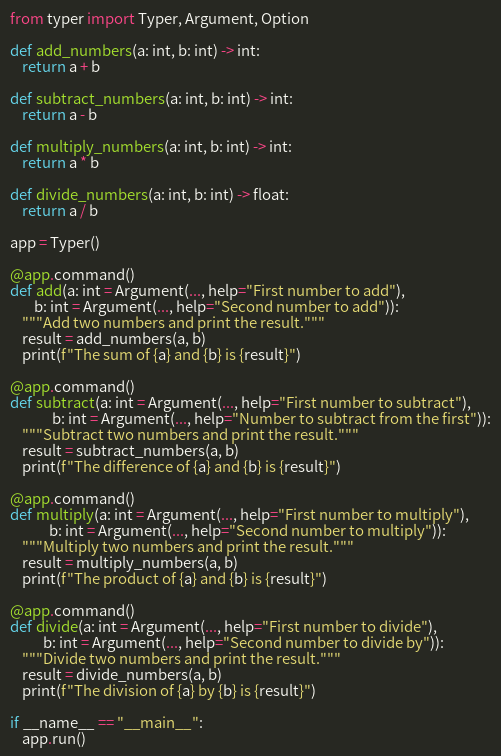 from typer import Typer, Argument, Option

def add_numbers(a: int, b: int) -> int:
    return a + b

def subtract_numbers(a: int, b: int) -> int:
    return a - b

def multiply_numbers(a: int, b: int) -> int:
    return a * b

def divide_numbers(a: int, b: int) -> float:
    return a / b

app = Typer()

@app.command()
def add(a: int = Argument(..., help="First number to add"),
        b: int = Argument(..., help="Second number to add")):
    """Add two numbers and print the result."""
    result = add_numbers(a, b)
    print(f"The sum of {a} and {b} is {result}")

@app.command()
def subtract(a: int = Argument(..., help="First number to subtract"),
             b: int = Argument(..., help="Number to subtract from the first")):
    """Subtract two numbers and print the result."""
    result = subtract_numbers(a, b)
    print(f"The difference of {a} and {b} is {result}")

@app.command()
def multiply(a: int = Argument(..., help="First number to multiply"),
             b: int = Argument(..., help="Second number to multiply")):
    """Multiply two numbers and print the result."""
    result = multiply_numbers(a, b)
    print(f"The product of {a} and {b} is {result}")

@app.command()
def divide(a: int = Argument(..., help="First number to divide"),
           b: int = Argument(..., help="Second number to divide by")):
    """Divide two numbers and print the result."""
    result = divide_numbers(a, b)
    print(f"The division of {a} by {b} is {result}")

if __name__ == "__main__":
    app.run()